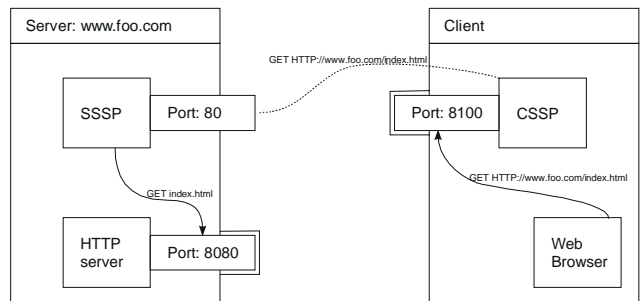 Server: www.foo.com
Client
GET HTTP://www.foo.com/index.html
SSSP
Port: 80
Port: 8100
CSSP
GET HTTP://www.foo.com/index.html
GET index.html
HTTP
server
Port: 8080
Web
Browser